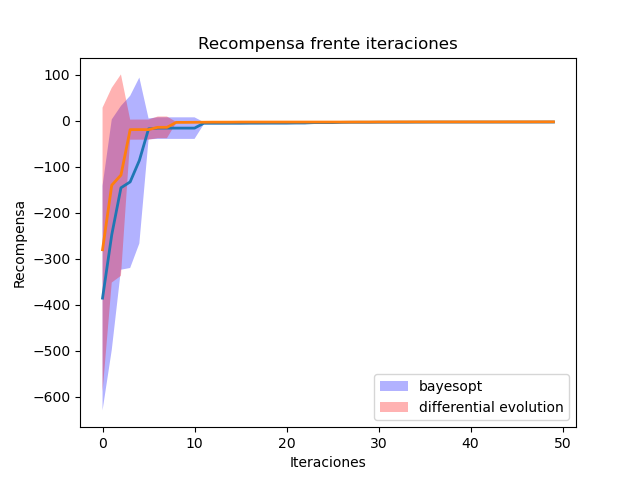 Recompensa frente iteraciones
100
0
−100
−200
−300
−400
−500
−600
Recompensa
0 10 20 30 40 50
Iteraciones
bayesopt
differential evolution